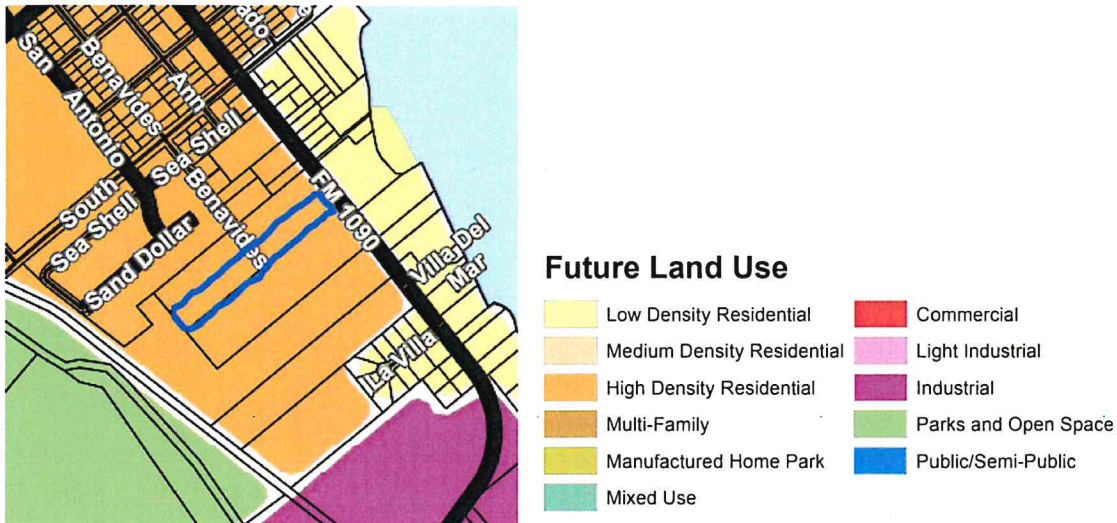 San Antonio
Benavides
Ann
Sea Shell
South
Sea Shell
Benavides
Sand Dollar
FM 1090
Villa Del
Mar
La Villa
Future Land Use
Low Density Residential
Medium Density Residential
High Density Residential
Multi-Family
Manufactured Home Park
Mixed Use
Commercial
Light Industrial
Industrial
Parks and Open Space
Public/Semi-Public